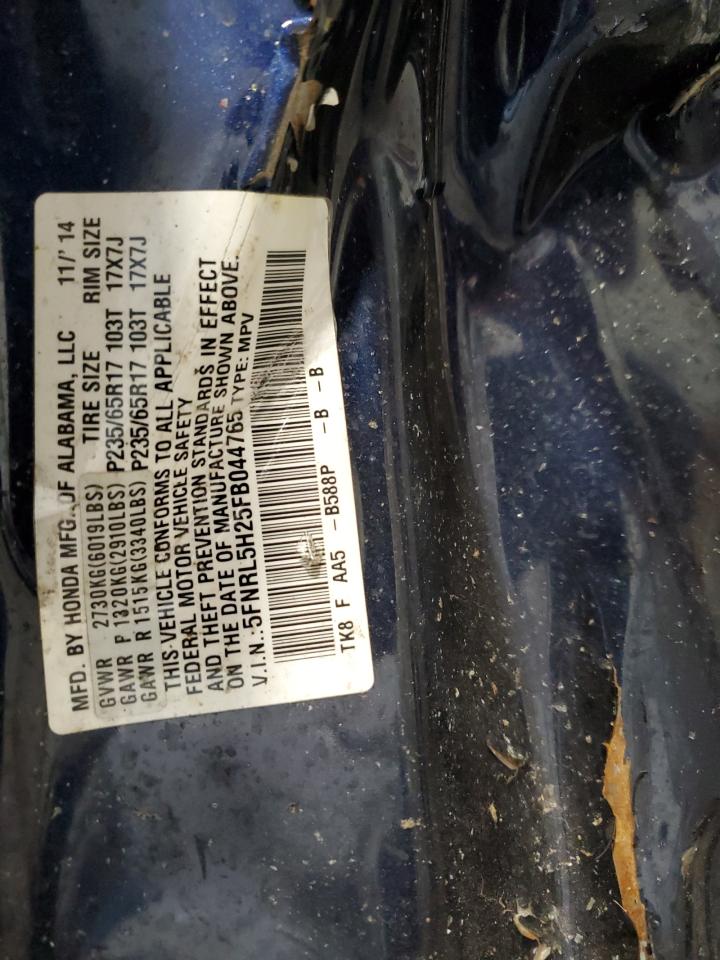 MFD. BY HONDA MFG. OF ALABAMA, LLC 11/' 14
GVWR 2730KG(6019LBS) TIRE SIZE RIM SIZE
GAWR F 1320KG(2910LBS) P235/65R17 103T 17X7J
GAWR R 1515KG(3340LBS) P235/65R17 103T 17X7J
THIS VEHICLE CONFORMS TO ALL APPLICABLE
FEDERAL MOTOR VEHICLE SAFETY
AND THEFT PREVENTION STANDARDS IN EFFECT
ON THE DATE OF MANUFACTURE SHOWN ABOVE.
V.I.N.:5FNRL5H25FB044765 TYPE: MPV
TK8 F AA5 -B588P -B -B